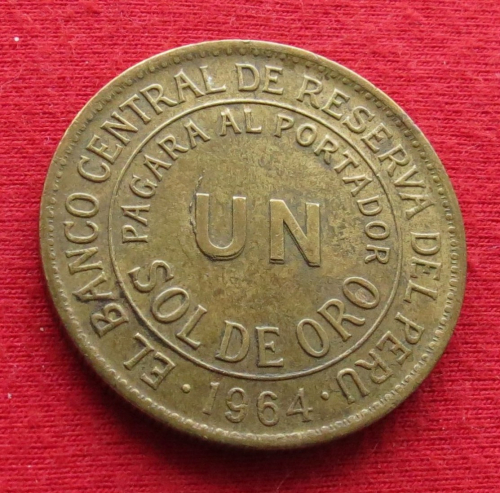 EL BANCO CENTRAL DE RESERVA DEL PERU
PAGARA AL PORTADOR
UN
SOL DE ORO
· 1964 ·